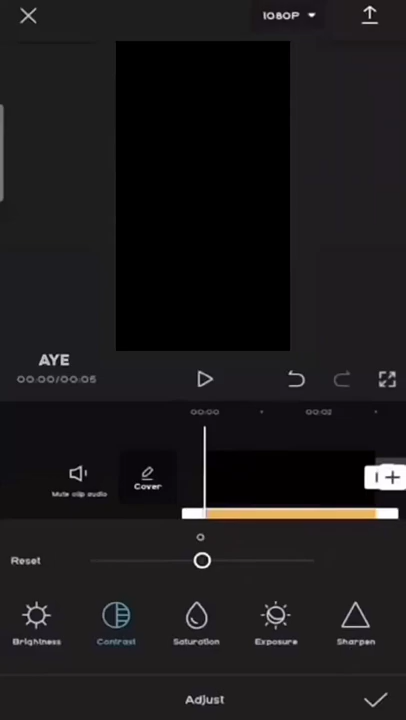 1080P
AYE
00:00/00:05
00:00
00:02
Mute clip audio
Cover
0
Reset
Brightness
Contrast
Saturation
Exposure
Sharpen
Adjust